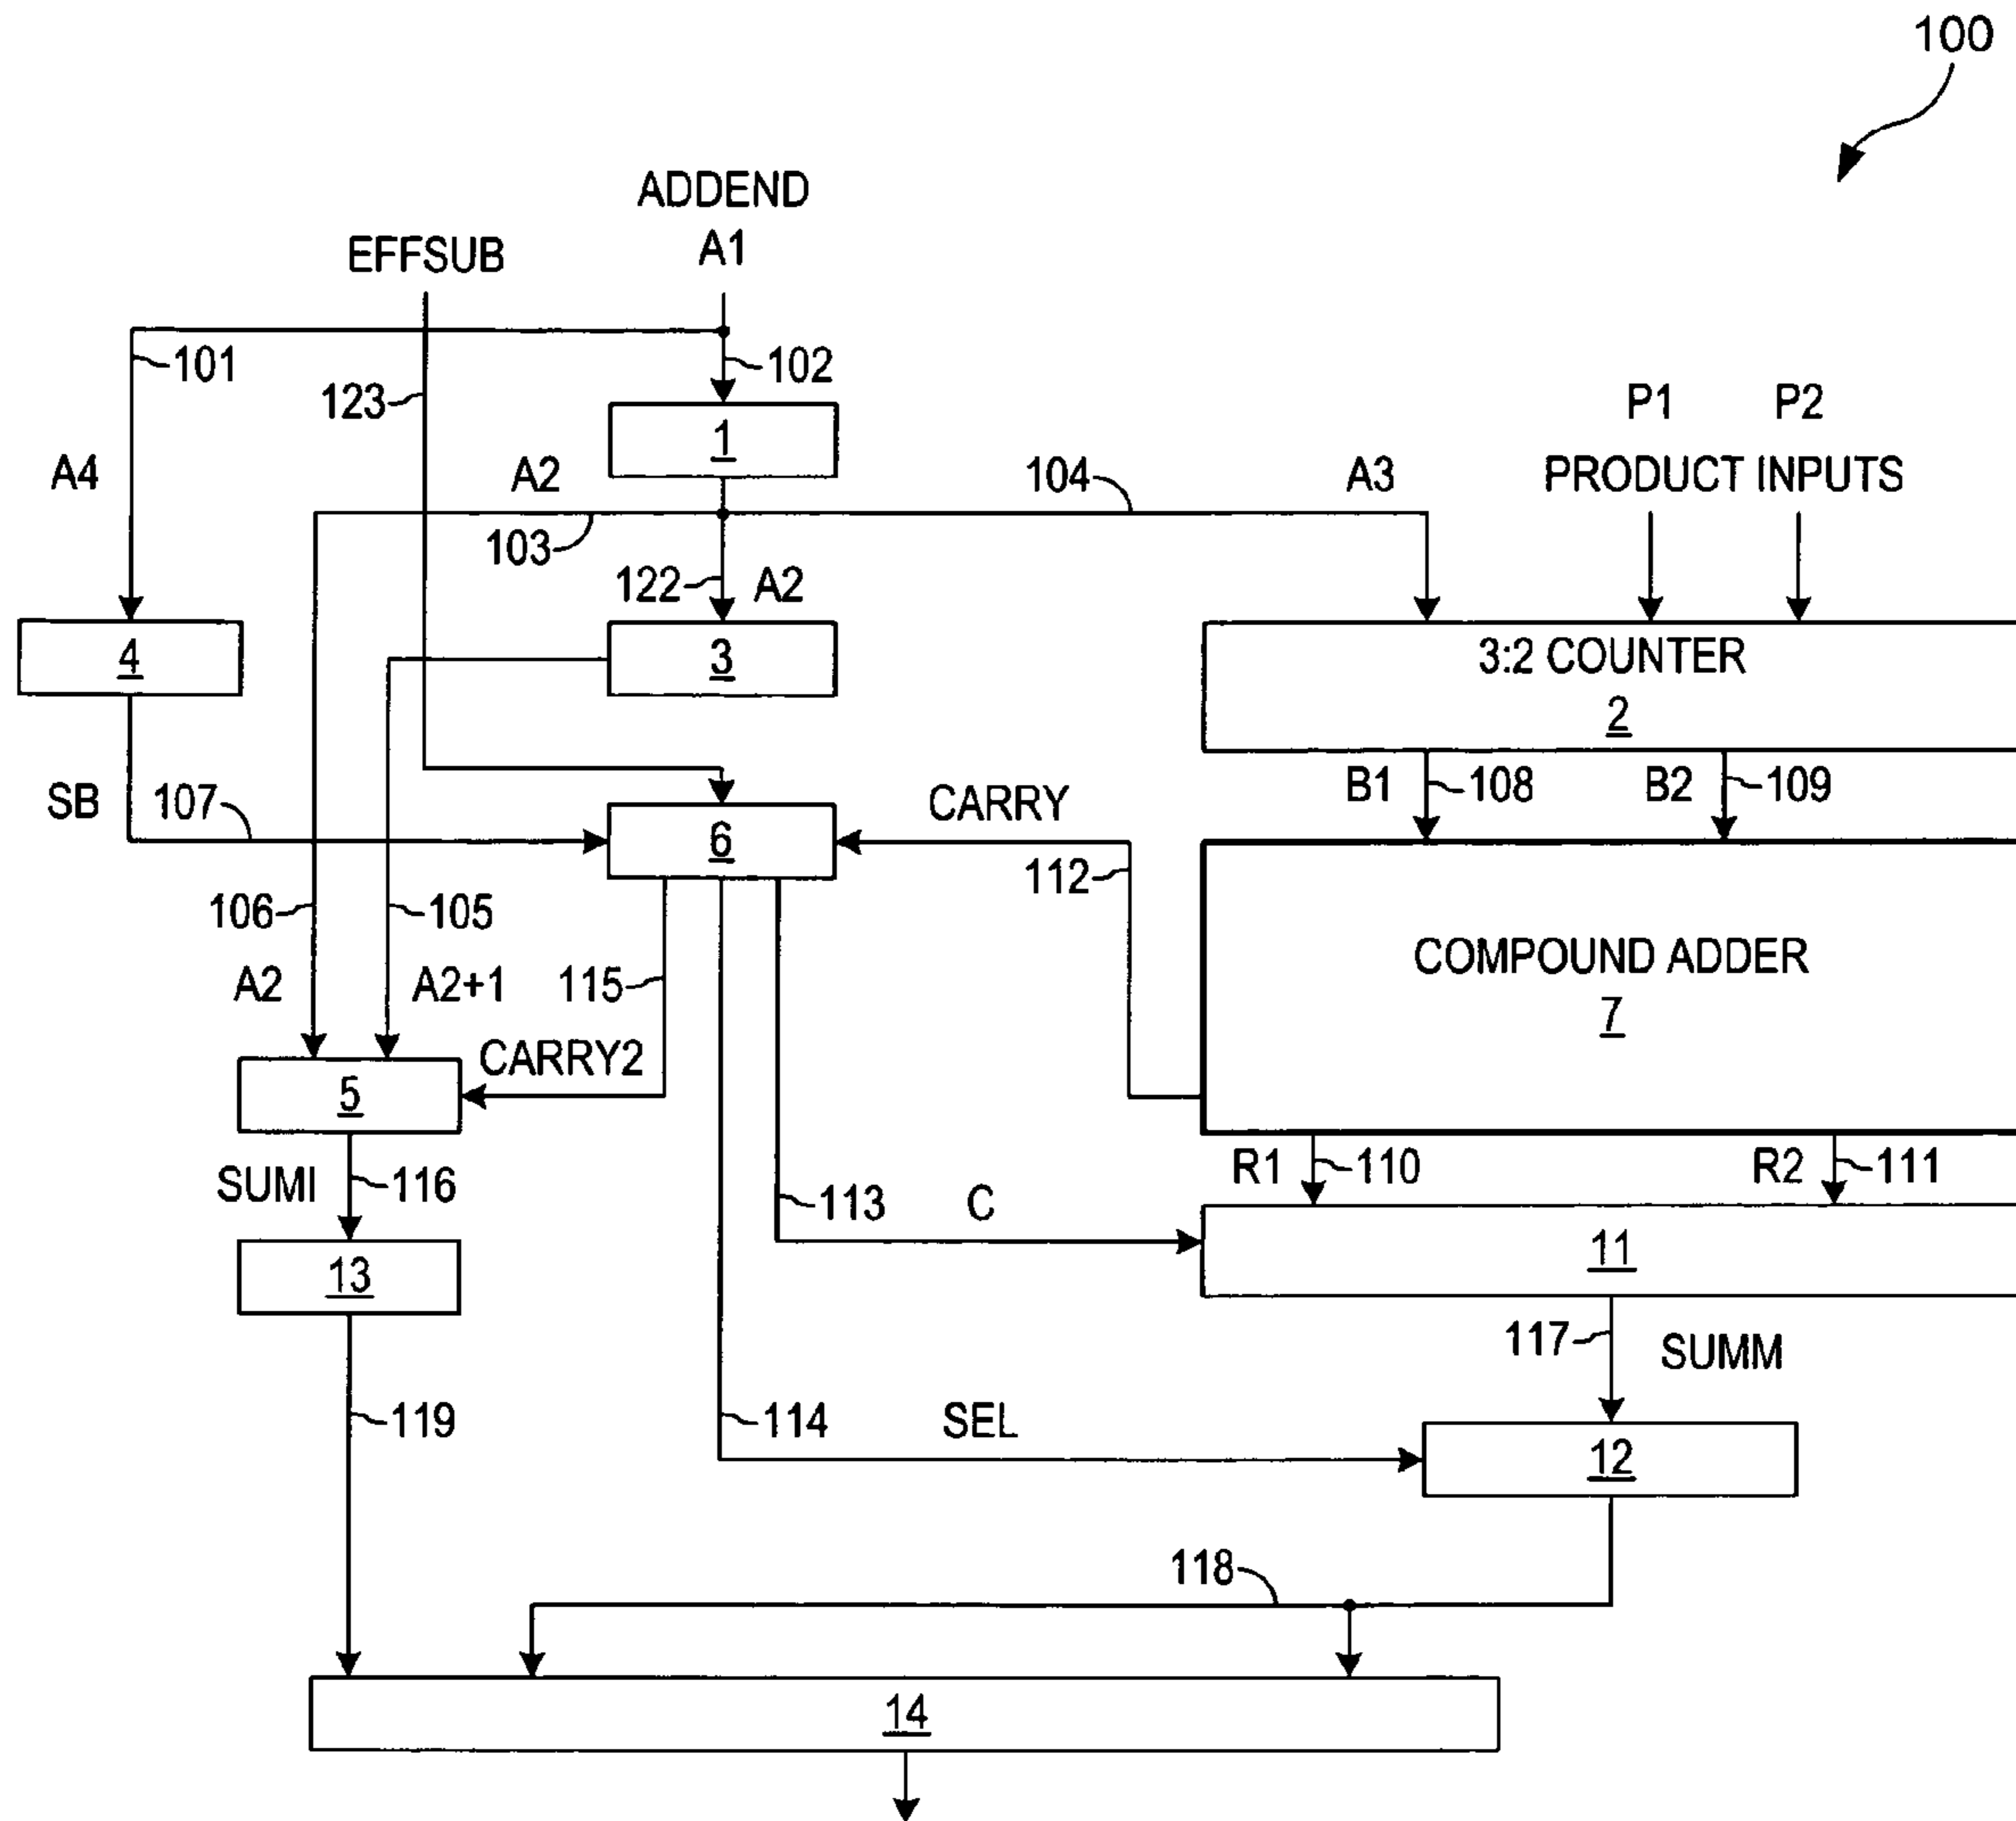 100
ADDEND
A1
EFFSUB
101
102
123
P1 P2
1
A4
A2
104
A3
PRODUCT INPUTS
103
122
A2
4
3
3:2 COUNTER
2
SB
107
CARRY
B1
108
B2
109
6
112
106
105
COMPOUND ADDER
A2
A2+1
115
7
CARRY2
5
R1
110
R2
111
SUMI
116
113
C
11
13
117
SUMM
119
114
SEL
12
118
14